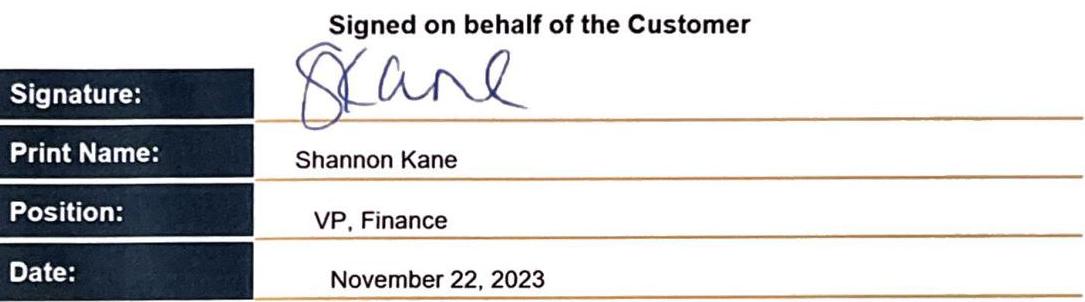 Signed on behalf of the Customer
Signature: SKane
Print Name: Shannon Kane
Position: VP, Finance
Date: November 22, 2023